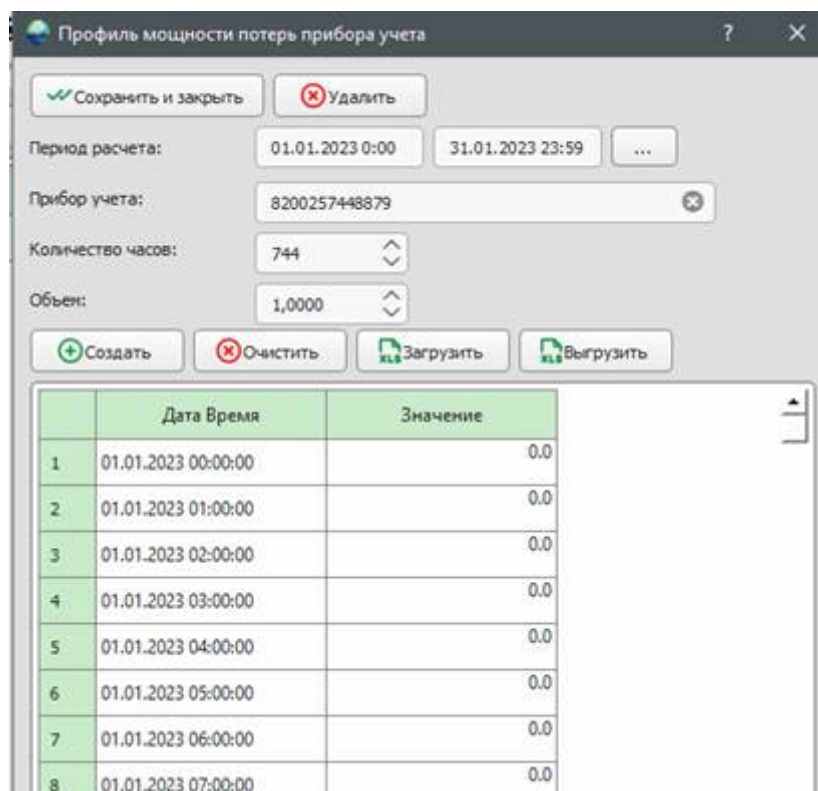 Профиль мощности потерь прибора учета ? ×
Сохранить и закрыть Удалить
Период расчета: 01.01.2023 0:00 31.01.2023 23:59 ...
Прибор учета: 8200257448879
Количество часов: 744
Объем: 1,0000
Создать Очистить Загрузить Выгрузить
Дата Время Значение
1 01.01.2023 00:00:00 0.0
2 01.01.2023 01:00:00 0.0
3 01.01.2023 02:00:00 0.0
4 01.01.2023 03:00:00 0.0
5 01.01.2023 04:00:00 0.0
6 01.01.2023 05:00:00 0.0
7 01.01.2023 06:00:00 0.0
8 01.01.2023 07:00:00 0.0